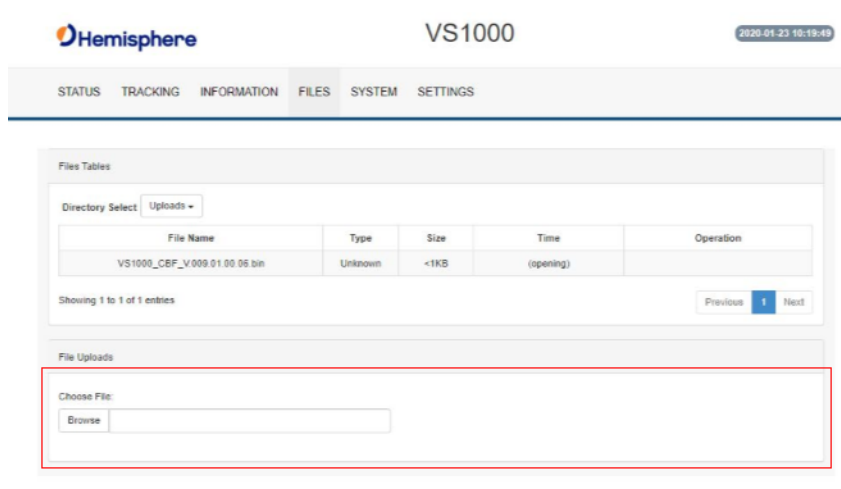 Hemisphere VS1000 2020-01-23 10:19:49
STATUS TRACKING INFORMATION FILES SYSTEM SETTINGS
Files Tables
Directory Select Uploads
File Name Type Size Time Operation
VS1000_CBF_V.009.01.00.06.bin Unknown <1KB (opening)
Showing 1 to 1 of 1 entries Previous 1 Next
File Uploads
Choose File:
Browse